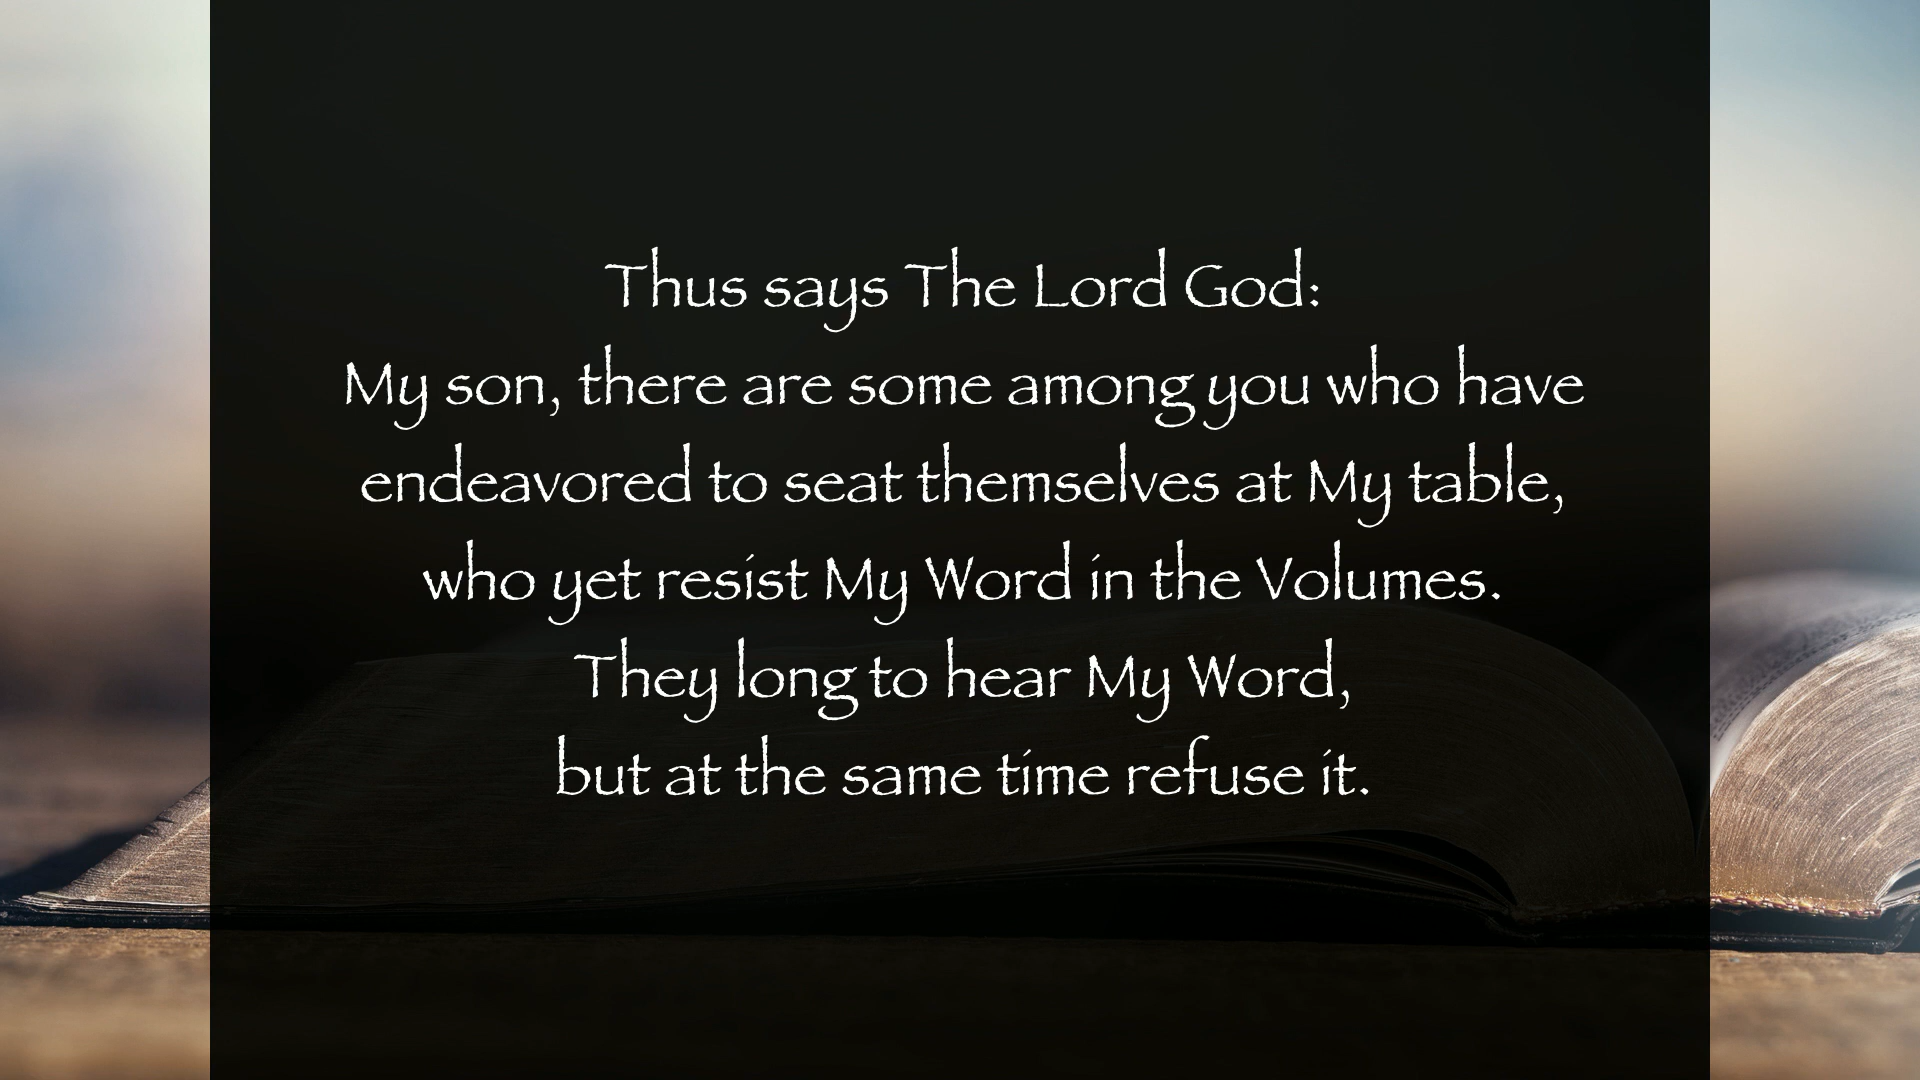 Thus says The Lord God:
My son, there are some among you who have
endeavored to seat themselves at My table,
who yet resist My Word in the Volumes.
They long to hear My Word,
but at the same time refuse it.